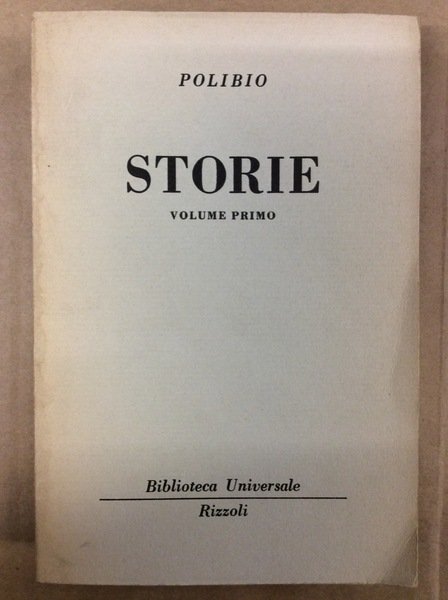 POLIBIO
STORIE
VOLUME PRIMO
Biblioteca Universale
Rizzoli